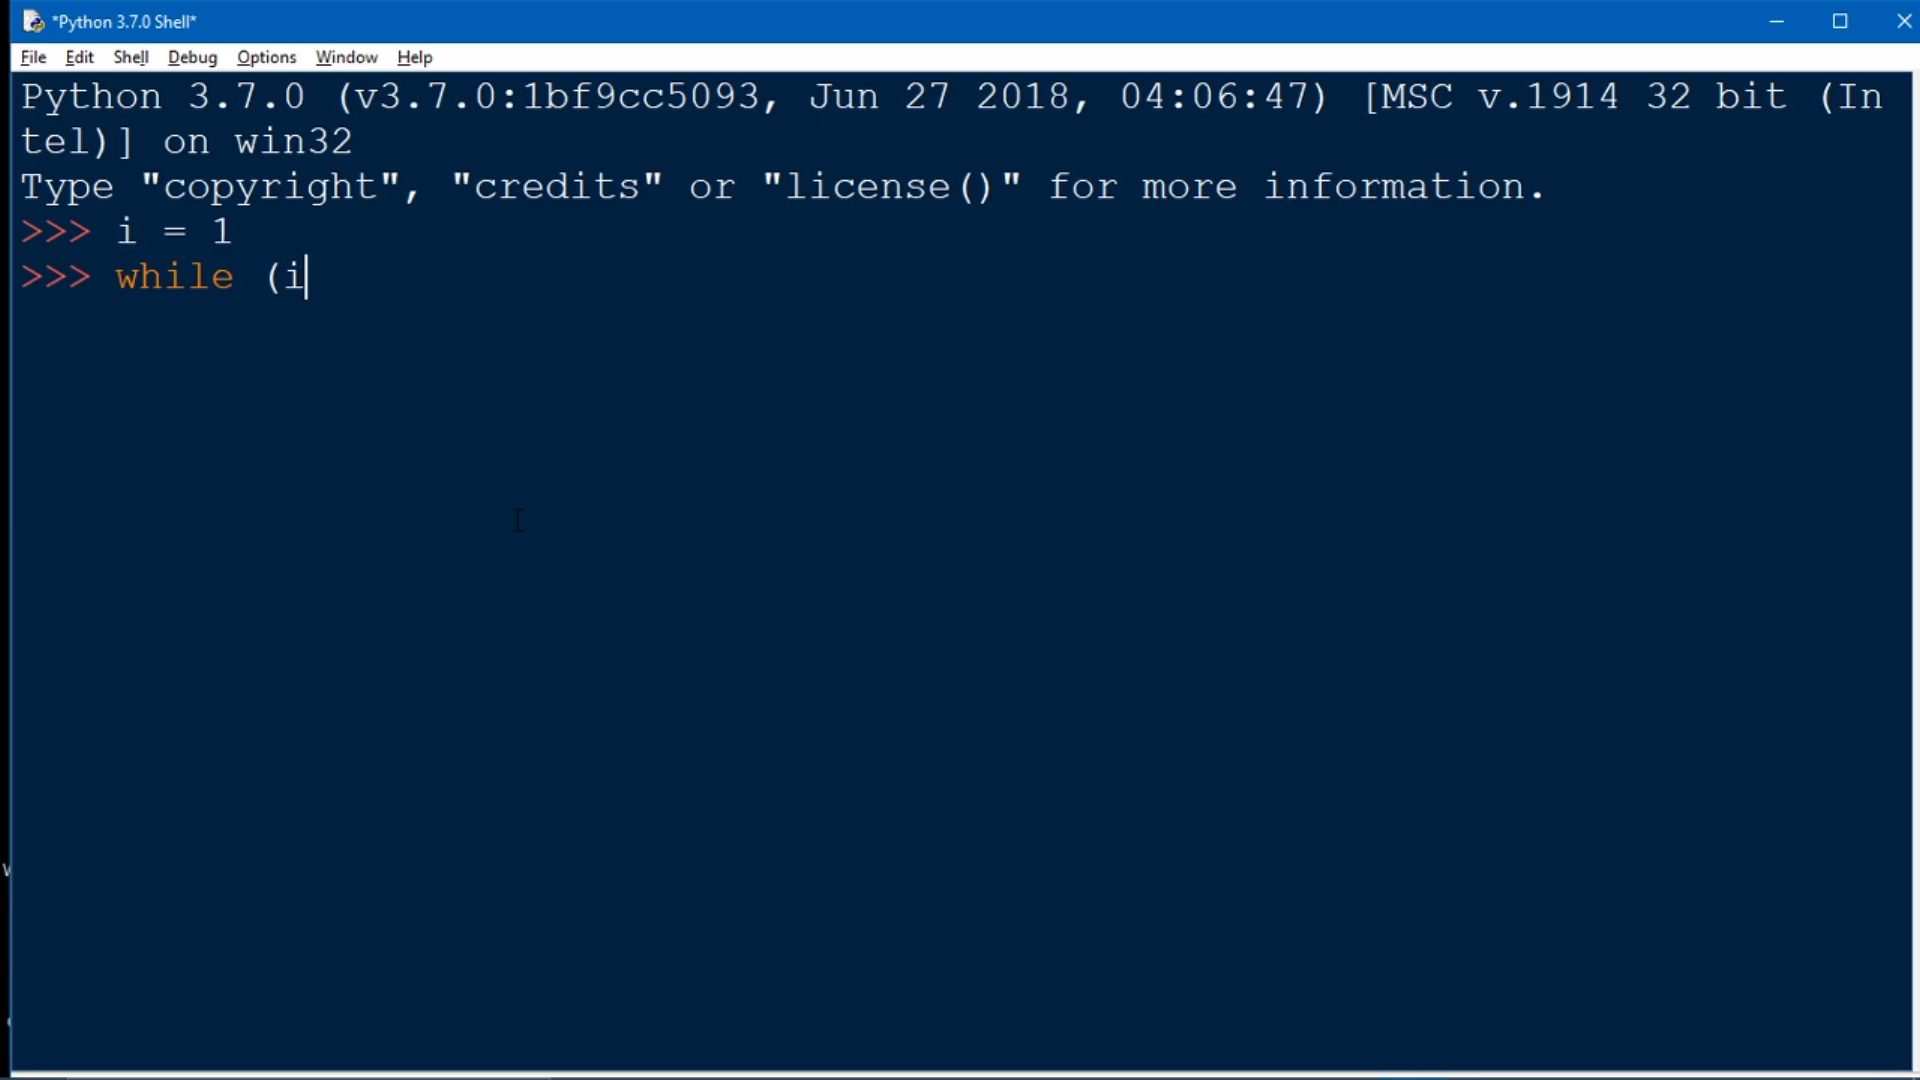 *Python 3.7.0 Shell*
File Edit Shell Debug Options Window Help
Python 3.7.0 (v3.7.0:1bf9cc5093, Jun 27 2018, 04:06:47) [MSC v.1914 32 bit (In
tel)] on win32
Type "copyright", "credits" or "license()" for more information.
>>> i = 1
>>> while (i